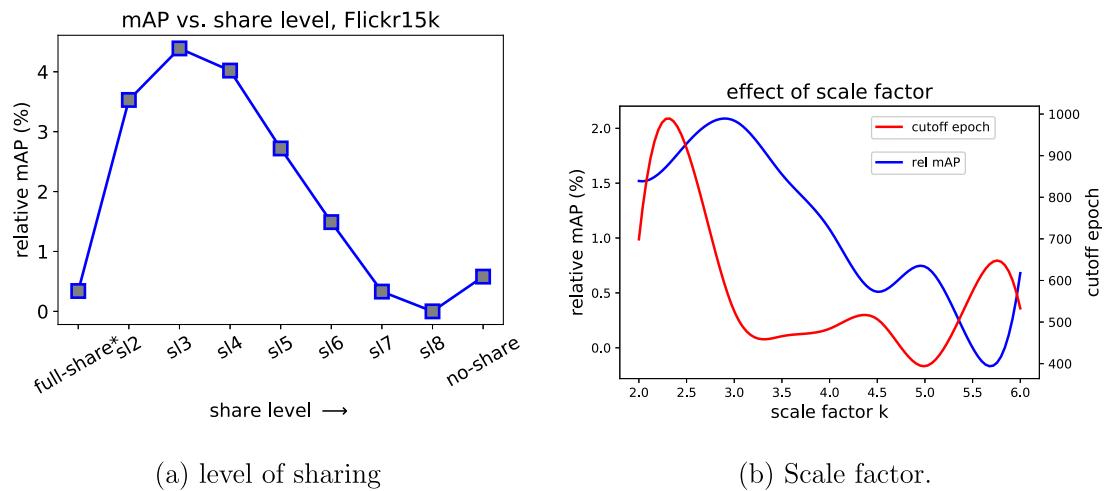 mAP vs. share level, Flickr15k
relative mAP (%)
4
3
2
1
0
full-share*
sl2
sl3
sl4
sl5
sl6
sl7
sl8
no-share
share level →
(a) level of sharing
effect of scale factor
relative mAP (%)
2.0
1.5
1.0
0.5
0.0
cutoff epoch
rel mAP
1000
900
800
700
600
500
400
cutoff epoch
2.0 2.5 3.0 3.5 4.0 4.5 5.0 5.5 6.0
scale factor k
(b) Scale factor.